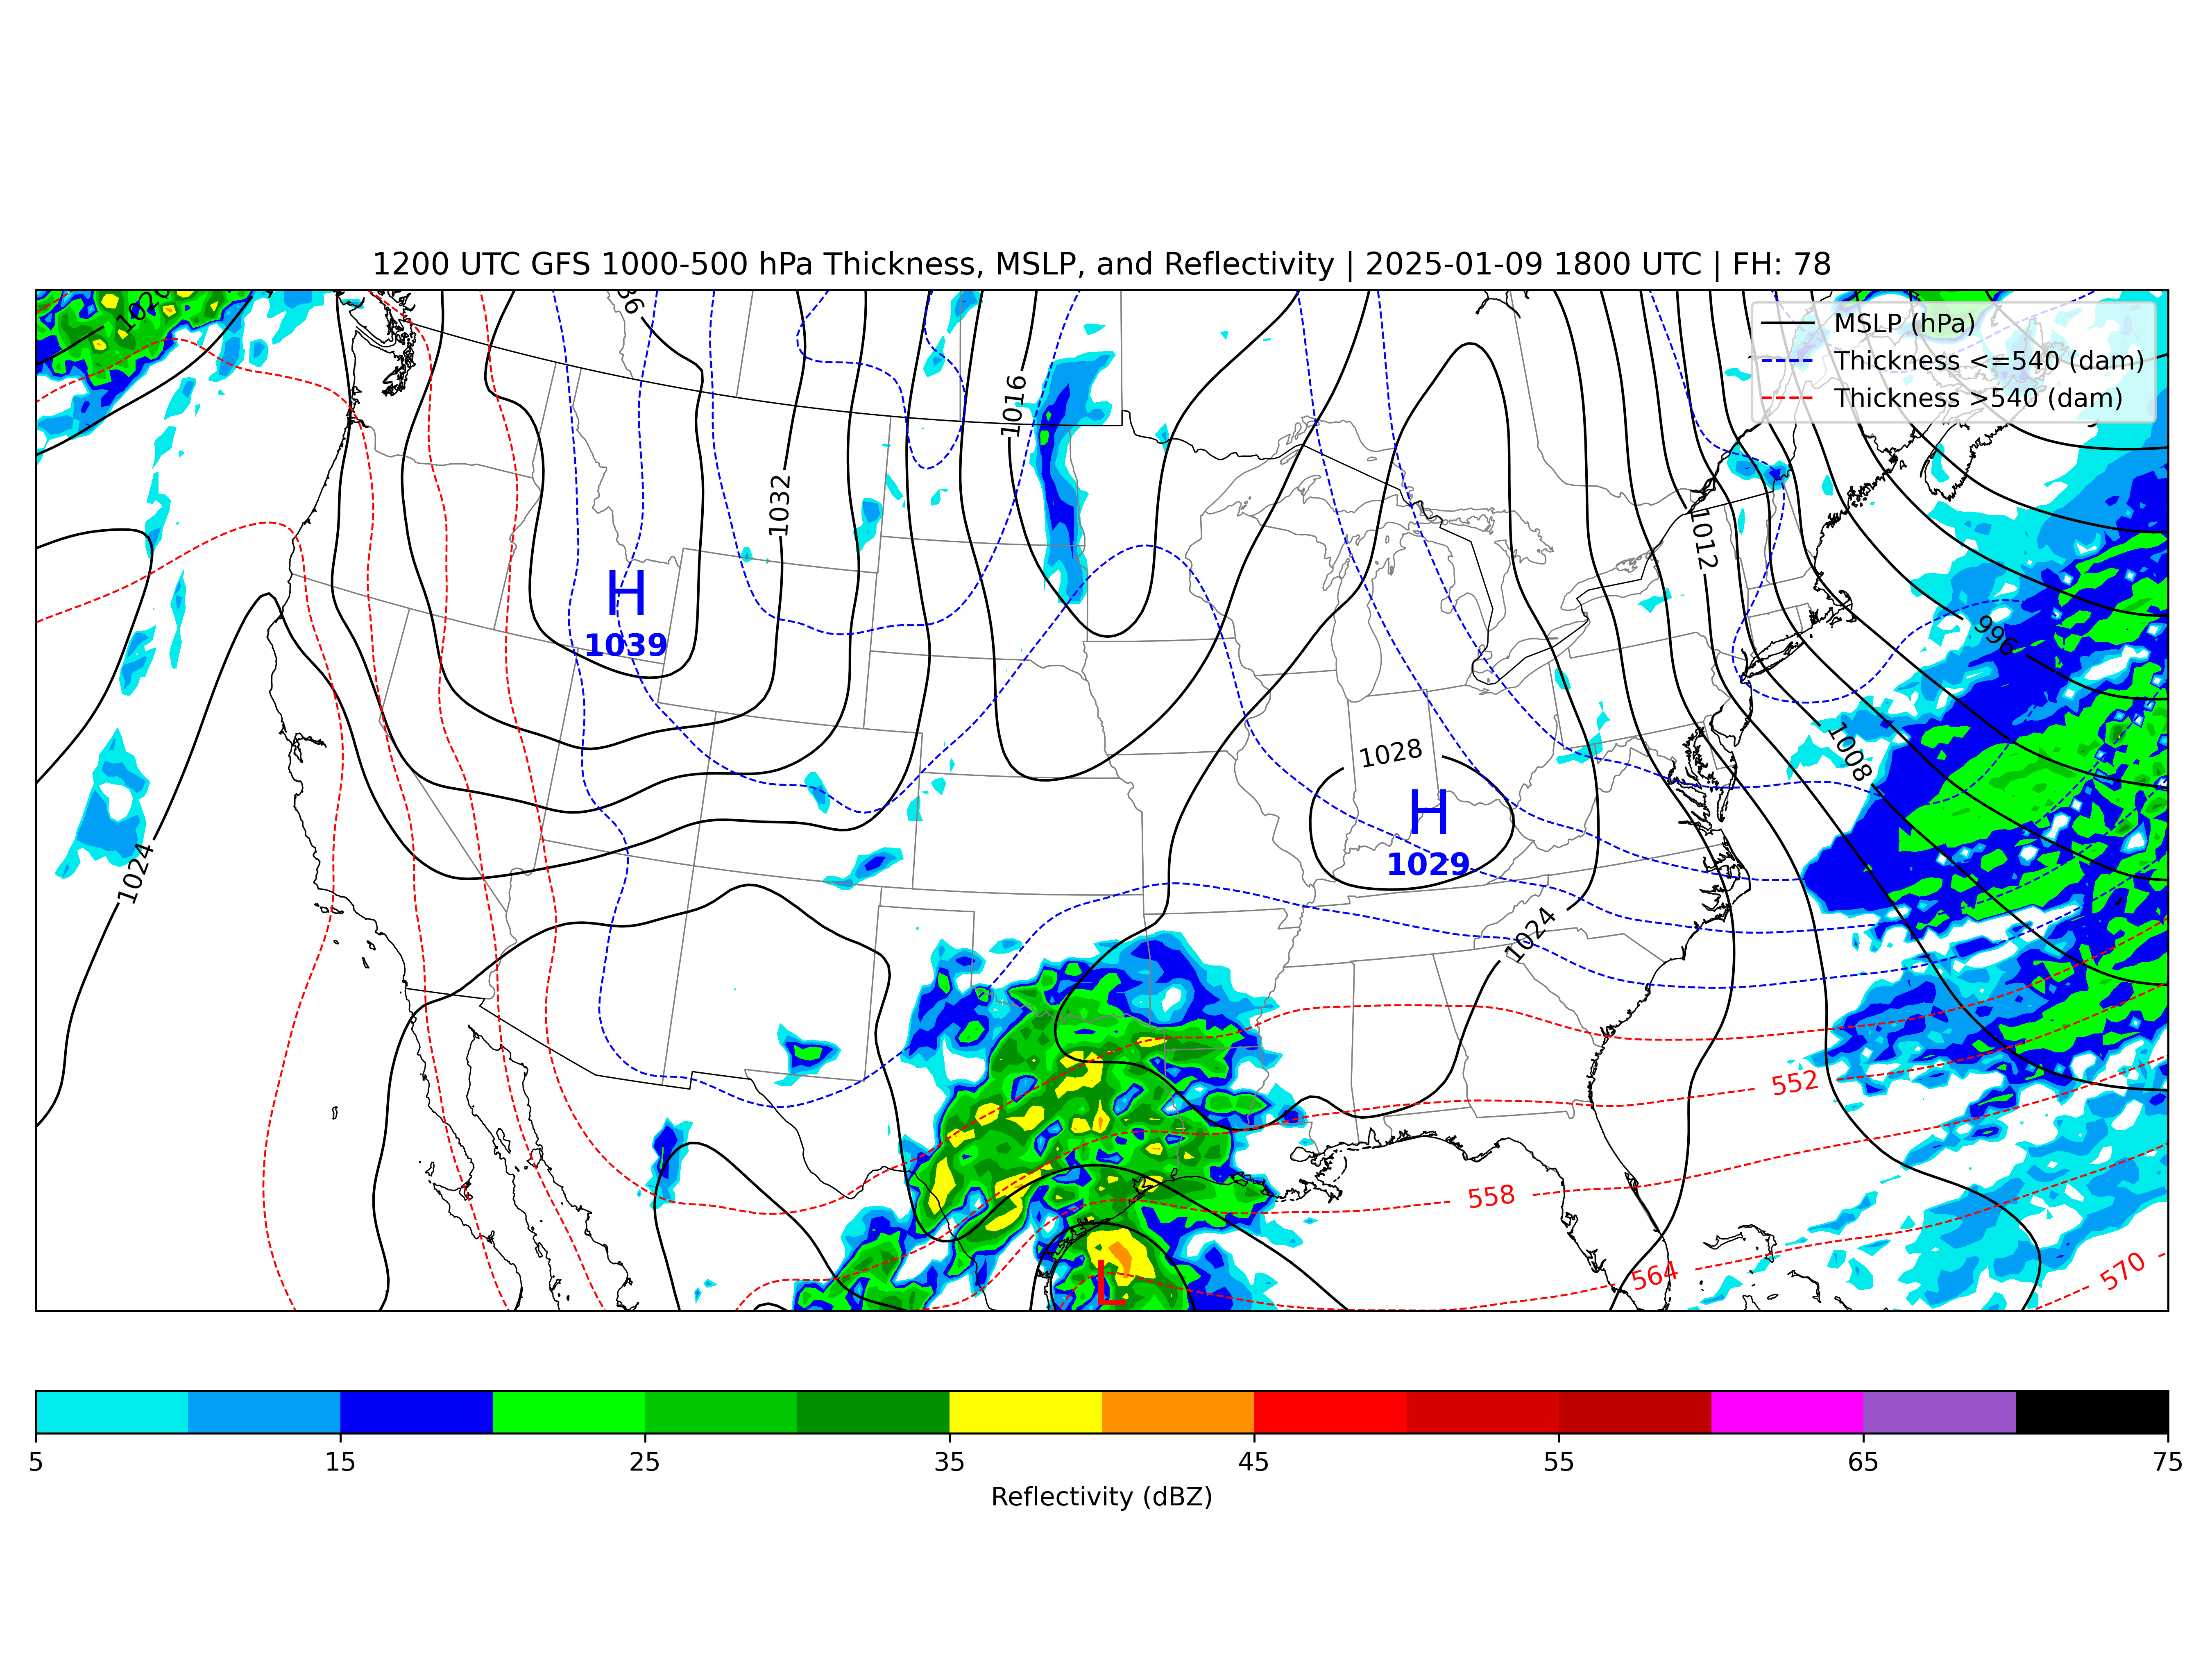 1200 UTC GFS 1000-500 hPa Thickness, MSLP, and Reflectivity | 2025-01-09 1800 UTC | FH: 78
MSLP (hPa)
Thickness <=540 (dam)
Thickness >540 (dam)
1020
36
1016
1032
1012
H
1039
996
1008
1028
H
1029
1024
1024
552
558
564
570
L
5 15 25 35 45 55 65 75
Reflectivity (dBZ)